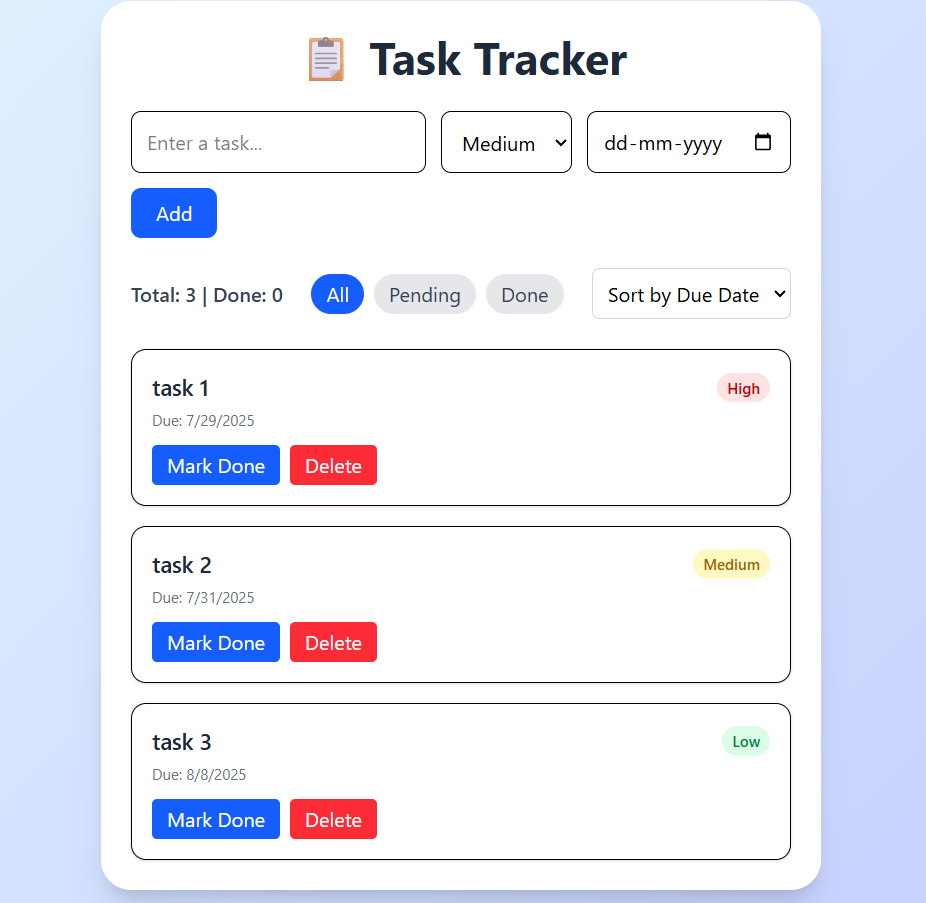 Task Tracker
Enter a task... Medium dd-mm-yyyy
Add
Total: 3 | Done: 0 All Pending Done Sort by Due Date
task 1 High
Due: 7/29/2025
Mark Done Delete
task 2 Medium
Due: 7/31/2025
Mark Done Delete
task 3 Low
Due: 8/8/2025
Mark Done Delete